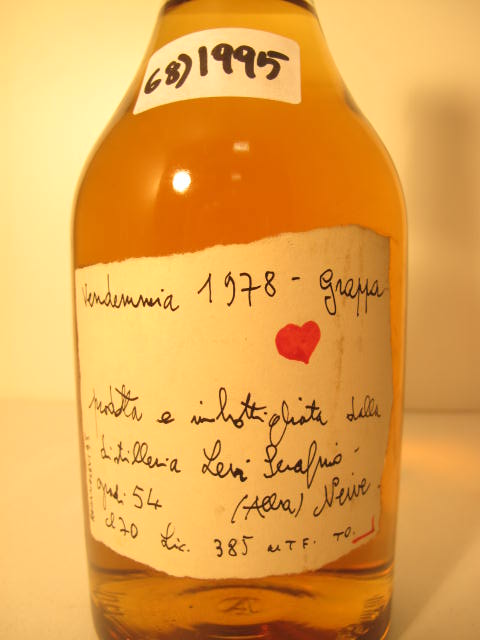 68) 1995
Vendemmia 1978 - Grappa
prodotta e imbottigliata dalla
distilleria Levi Serafino -
gradi 54 (Alba) Neive -
cl 70 Lic. 385 UTF. TO.